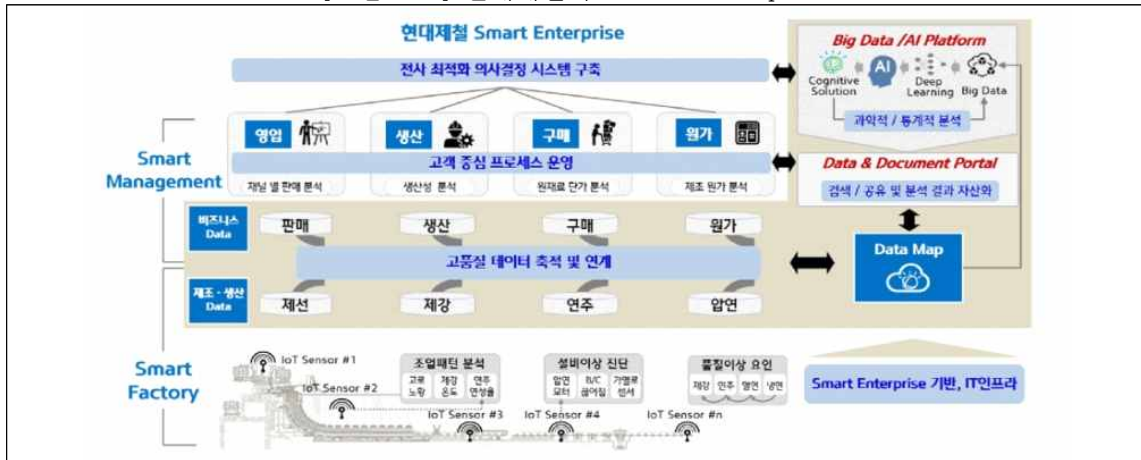 현대제철 Smart Enterprise
전사 최적화 의사결정 시스템 구축
Smart Management
영업
생산
구매
원가
고객 중심 프로세스 운영
채널 별 판매 분석
생산성 분석
원재료 단가 분석
제조 원가 분석
Big Data /AI Platform
AI
Cognitive Solution
Deep Learning
Big Data
과학적 / 통계적 분석
Data & Document Portal
검색 / 공유 및 분석 결과 자산화
비즈니스 Data
판매
생산
구매
원가
고품질 데이터 축적 및 연계
Data Map
제조·생산 Data
제선
제강
연주
압연
Smart Factory
IoT Sensor #1
IoT Sensor #2
IoT Sensor #3
IoT Sensor #4
IoT Sensor #n
조업패턴 분석
고로 노황
제강 온도
연주
설비이상 진단
압연 모터
B/C 끊어짐
가열로 센서
품질이상 요인
제강
연주
열연
냉연
Smart Enterprise 기반, IT인프라